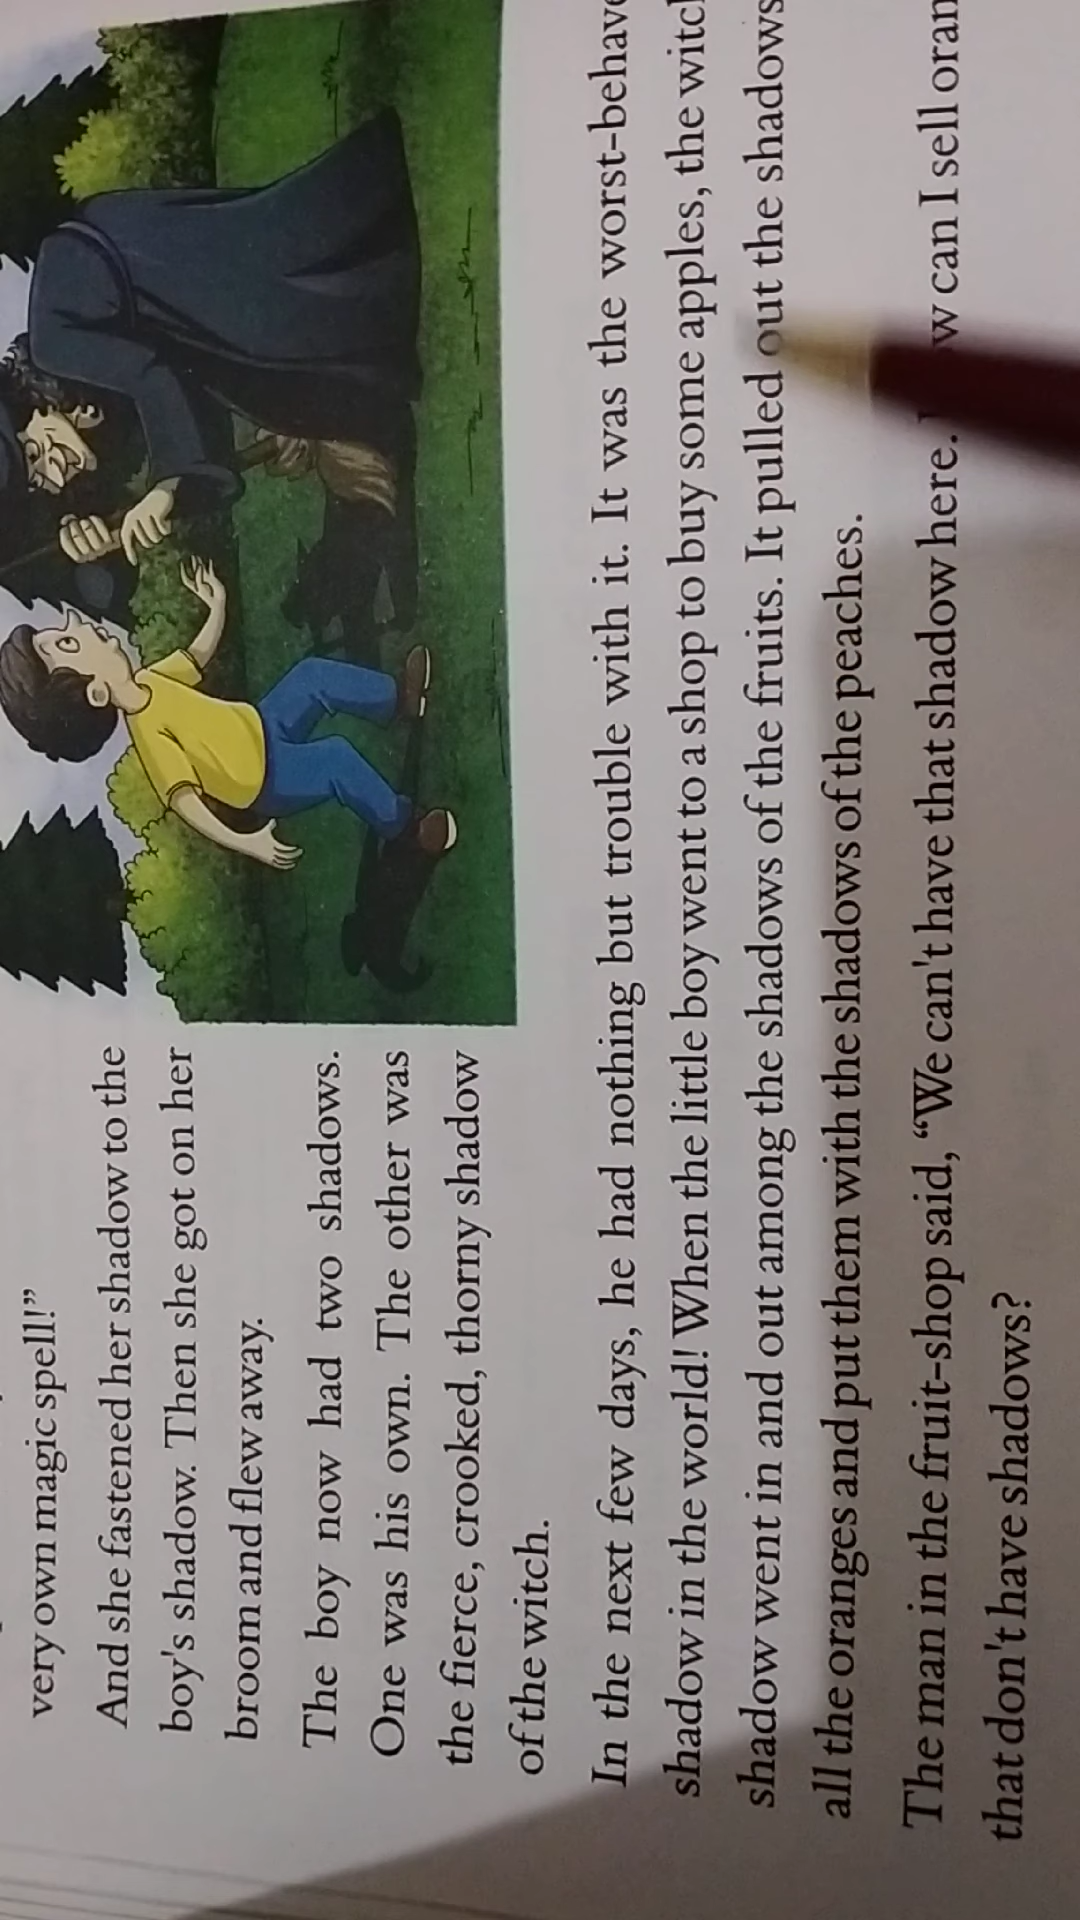 very own magic spell!”
And she fastened her shadow to the
boy's shadow. Then she got on her
broom and flew away.
The boy now had two shadows.
One was his own. The other was
the fierce, crooked, thorny shadow
of the witch.
In the next few days, he had nothing but trouble with it. It was the
shadow in the world! When the little boy went to a shop to buy some apples, the
shadow went in and out among the shadows of the fruits. It pulled out the shadows
all the oranges and put them with the shadows of the peaches.
The man in the fruit-shop said, “We can't have that shadow here. can I sell
that don't have shadows?